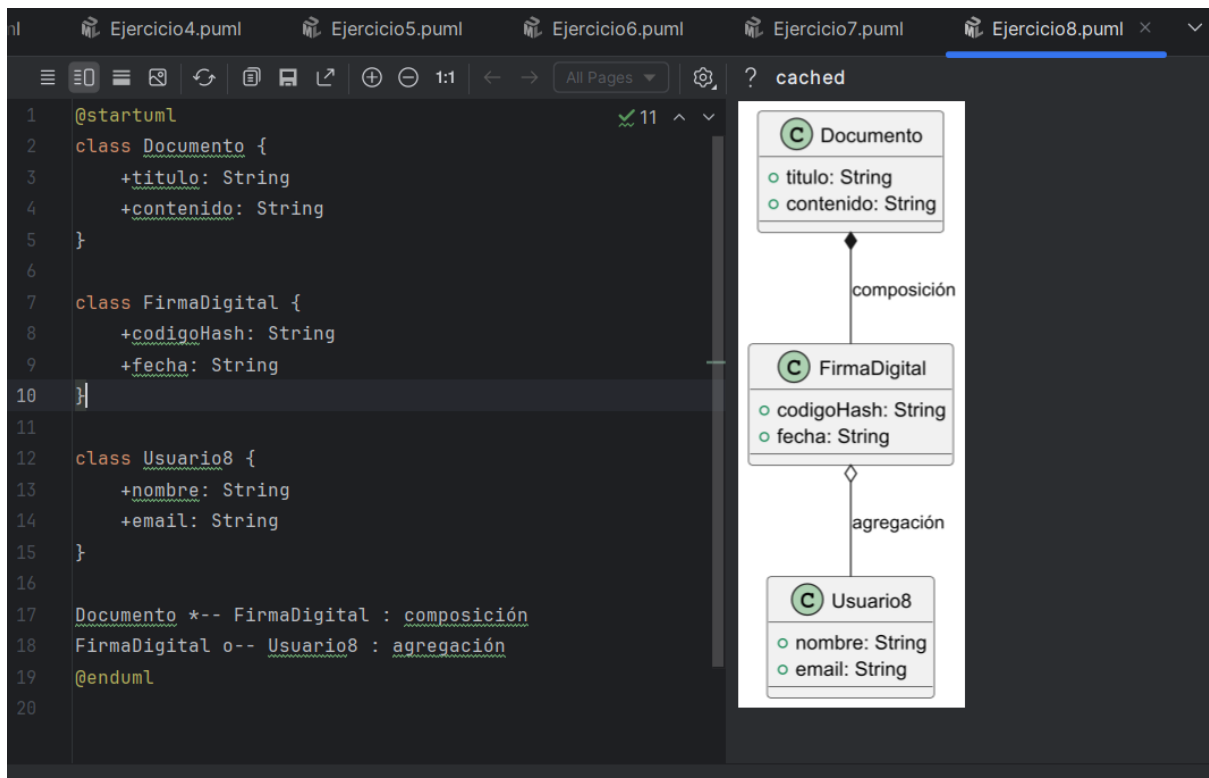 ml Ejercicio4.puml Ejercicio5.puml Ejercicio6.puml Ejercicio7.puml Ejercicio8.puml ×
1:1 All Pages ? cached
1 @startuml 11
2 class Documento {
3 +titulo: String
4 +contenido: String
5 }
6
7 class FirmaDigital {
8 +codigoHash: String
9 +fecha: String
10 }
11
12 class Usuario8 {
13 +nombre: String
14 +email: String
15 }
16
17 Documento *-- FirmaDigital : composición
18 FirmaDigital o-- Usuario8 : agregación
19 @enduml
20
C Documento
titulo: String
contenido: String
composición
C FirmaDigital
codigoHash: String
fecha: String
agregación
C Usuario8
nombre: String
email: String